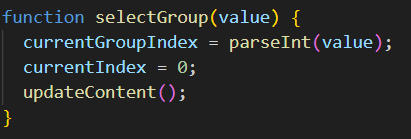 function selectGroup(value) {
  currentGroupIndex = parseInt(value);
  currentIndex = 0;
  updateContent();
}